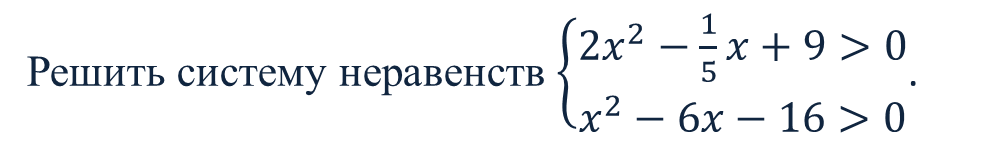 Решить систему неравенств {2x² − 1/5 x + 9 > 0
x² − 6x − 16 > 0.